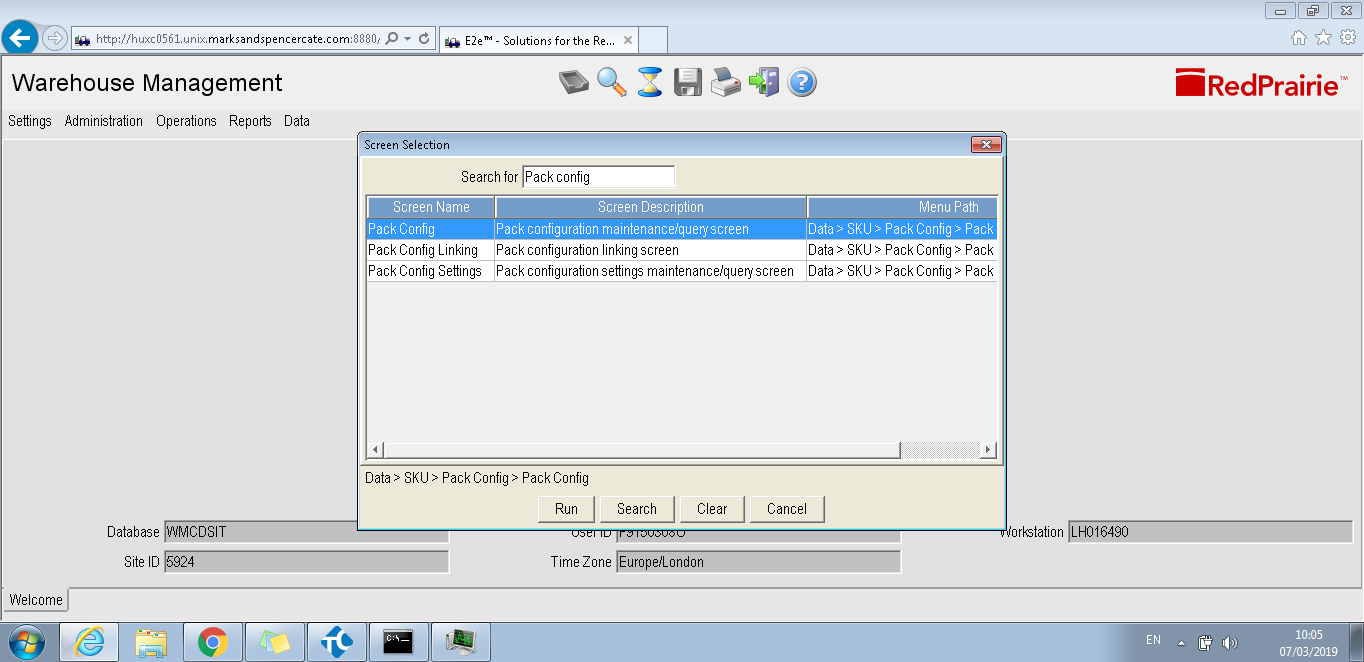 http://huxc0561.unix.marksandspencercate.com:8880/
E2e™ - Solutions for the Re...
Warehouse Management
RedPrairie™
Settings Administration Operations Reports Data
Screen Selection
Search for Pack config
Screen Name Screen Description Menu Path
Pack Config Pack configuration maintenance/query screen Data > SKU > Pack Config > Pack
Pack Config Linking Pack configuration linking screen Data > SKU > Pack Config > Pack
Pack Config Settings Pack configuration settings maintenance/query screen Data > SKU > Pack Config > Pack
Data > SKU > Pack Config > Pack Config
Run Search Clear Cancel
Database WMCDSIT User ID Workstation LH016490
Site ID 5924 Time Zone Europe/London
Welcome
C:\
EN
10:05
07/03/2019